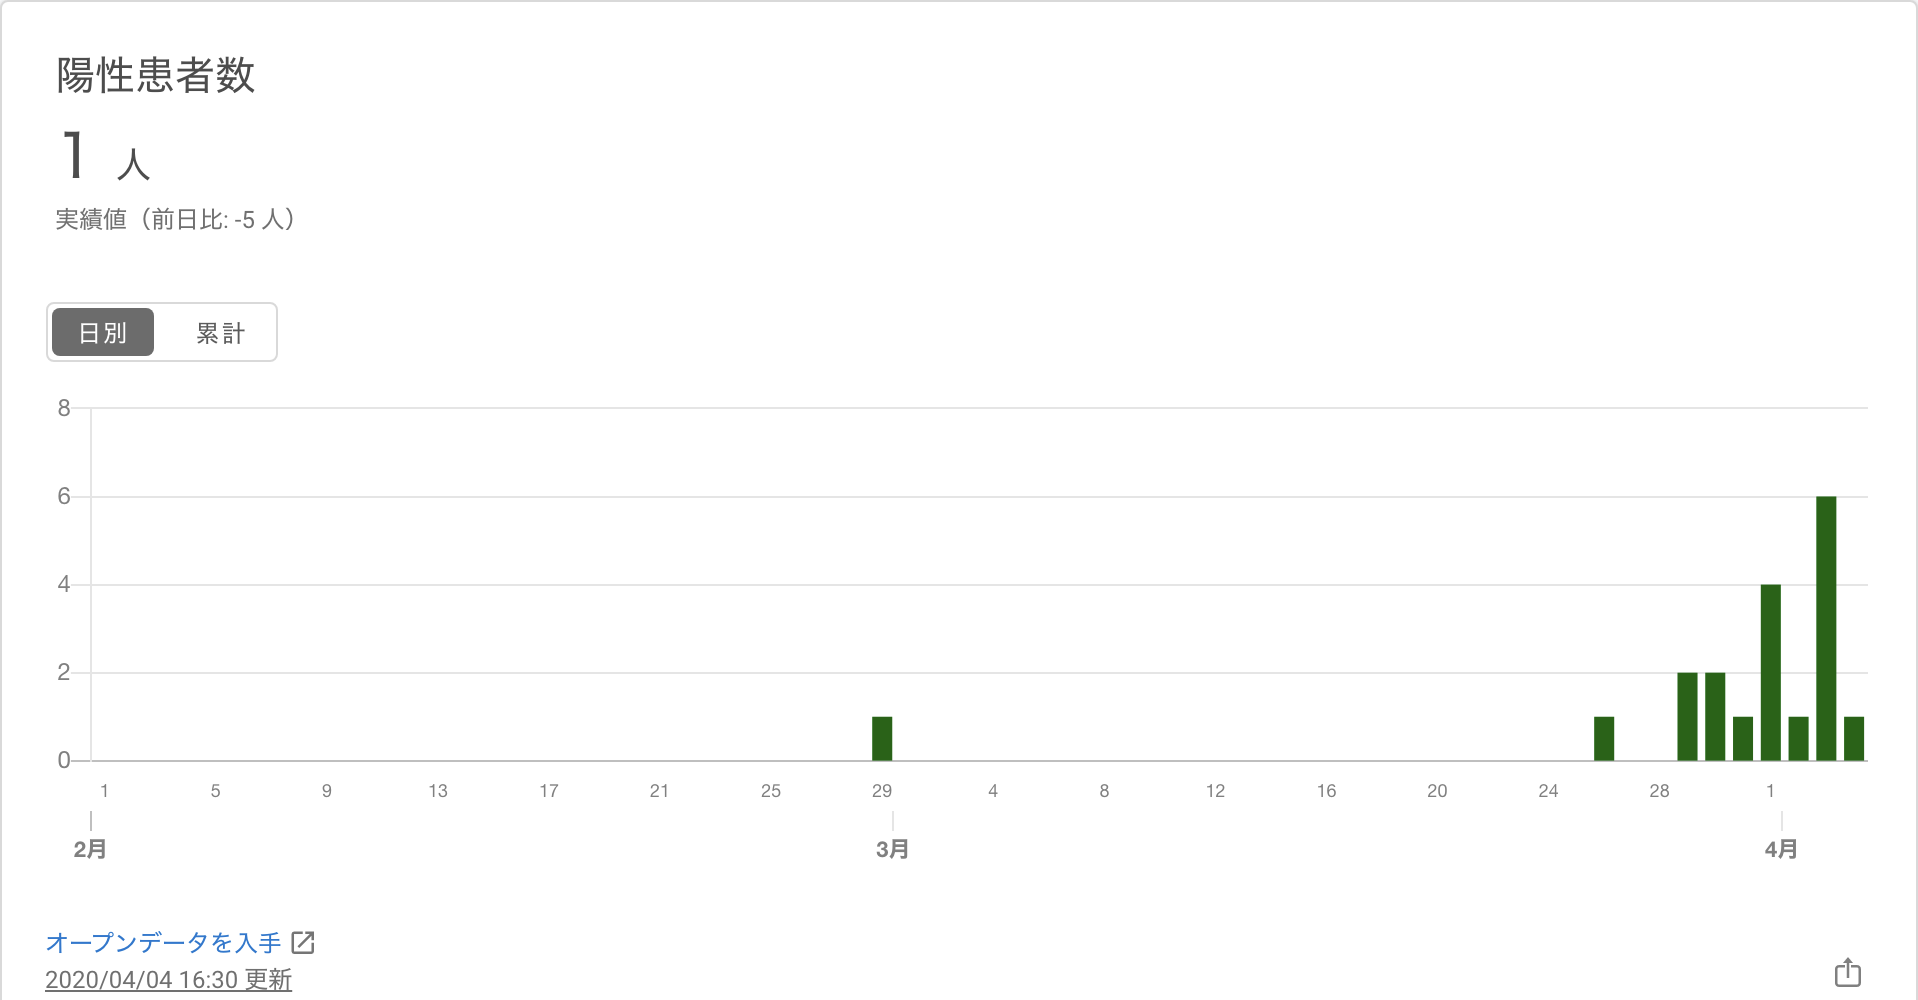 陽性患者数
1 人
実績値（前日比: -5 人）
日別 累計
8
6
4
2
0
1 5 9 13 17 21 25 29 4 8 12 16 20 24 28 1
2月 3月 4月
オープンデータを入手
2020/04/04 16:30 更新